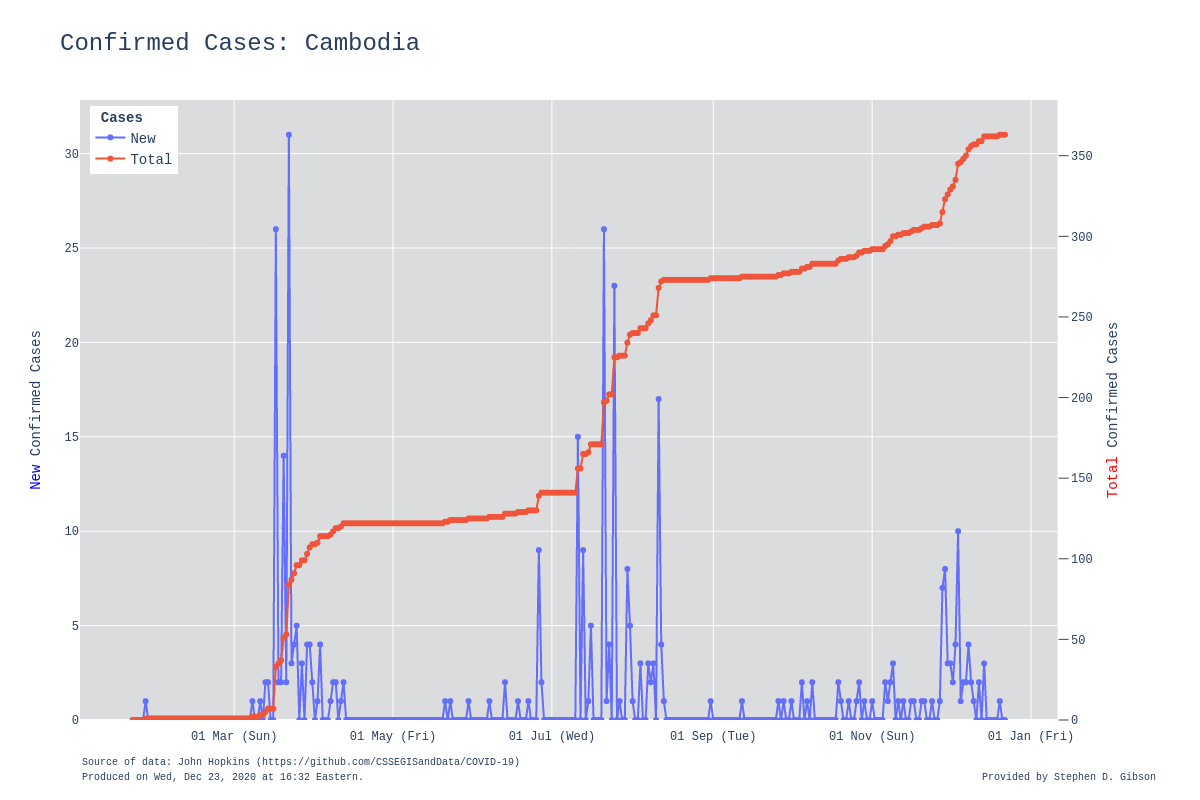 Confirmed Cases: Cambodia
Cases
New
Total
30
25
20
15
10
5
0
350
300
250
200
150
100
50
0
New Confirmed Cases
Total Confirmed Cases
01 Mar (Sun)
01 May (Fri)
01 Jul (Wed)
01 Sep (Tue)
01 Nov (Sun)
01 Jan (Fri)
Source of data: John Hopkins (https://github.com/CSSEGISandData/COVID-19)
Produced on Wed, Dec 23, 2020 at 16:32 Eastern.
Provided by Stephen D. Gibson